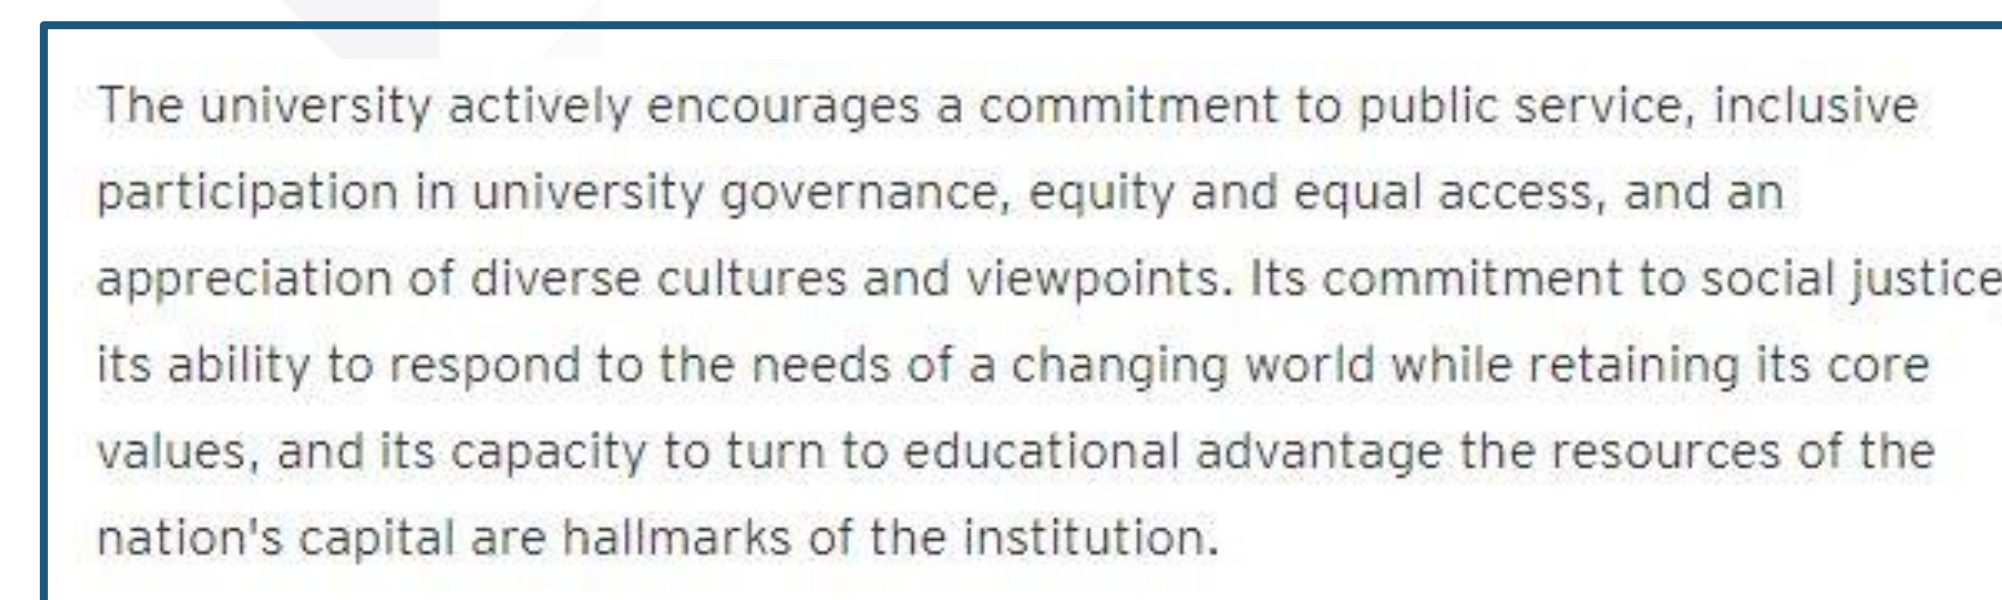 The university actively encourages a commitment to public service, inclusive
participation in university governance, equity and equal access, and an
appreciation of diverse cultures and viewpoints. Its commitment to social justice
its ability to respond to the needs of a changing world while retaining its core
values, and its capacity to turn to educational advantage the resources of the
nation's capital are hallmarks of the institution.